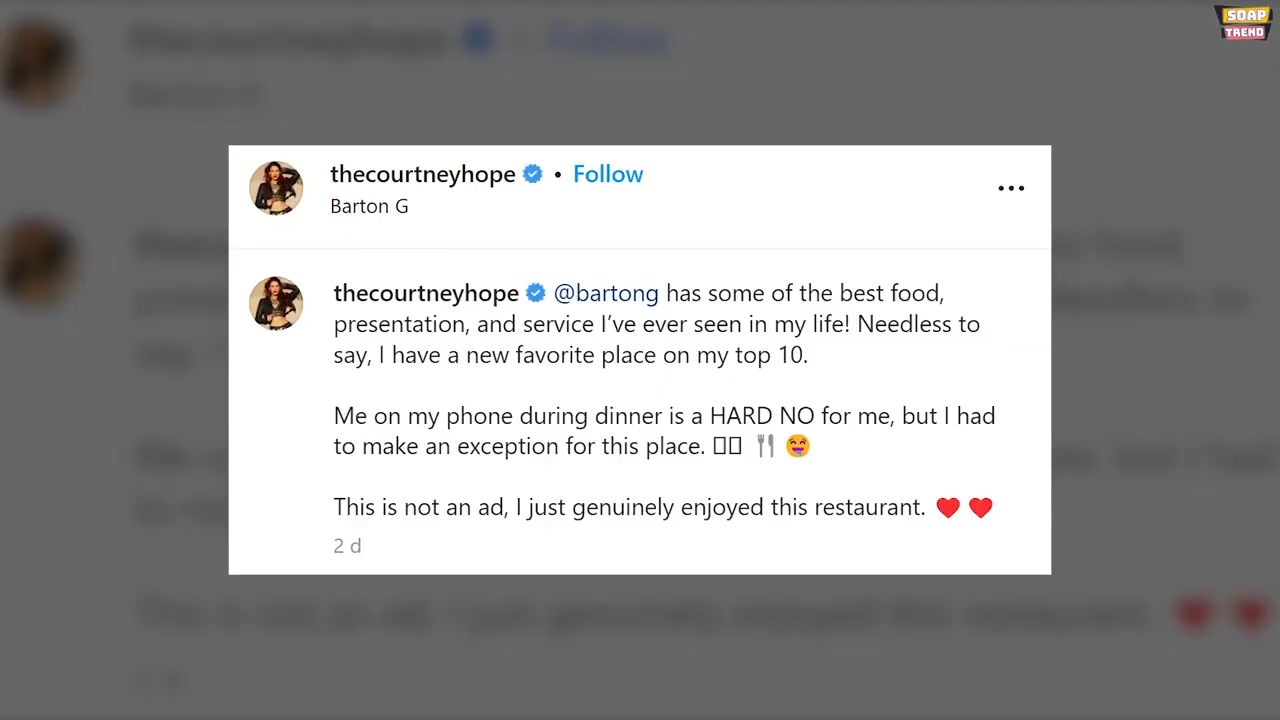 SOAP
TREND
thecourtneyhope • Follow
Barton G
thecourtneyhope @bartong has some of the best food,
presentation, and service I’ve ever seen in my life! Needless to
say, I have a new favorite place on my top 10.
Me on my phone during dinner is a HARD NO for me, but I had
to make an exception for this place. 🍴 😝
This is not an ad, I just genuinely enjoyed this restaurant. ♥️ ♥️
2 d